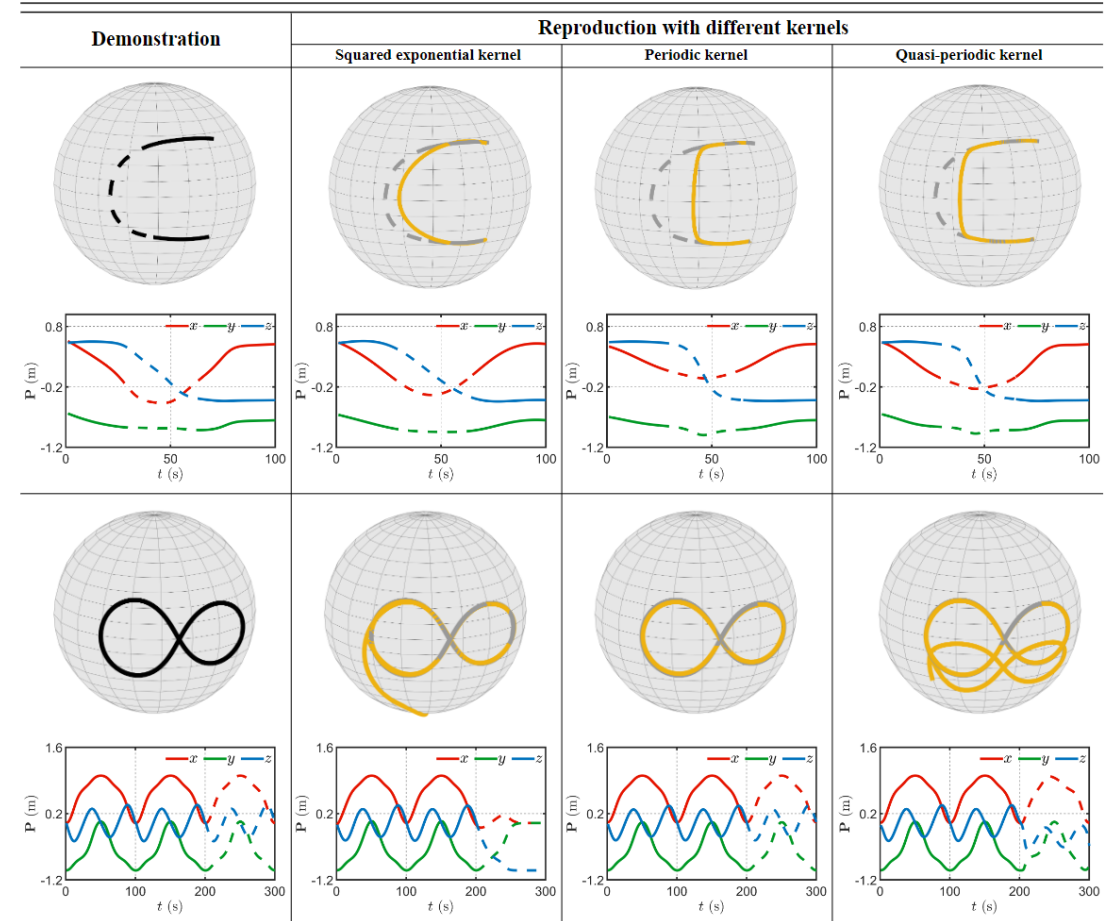 Demonstration
Reproduction with different kernels
Squared exponential kernel
Periodic kernel
Quasi-periodic kernel
0.8
-0.2
-1.2
P (m)
x y z
0 50 100
t (s)
0.8
-0.2
-1.2
P (m)
x y z
0 50 100
t (s)
0.8
-0.2
-1.2
P (m)
x y z
0 50 100
t (s)
0.8
-0.2
-1.2
P (m)
x y z
0 50 100
t (s)
1.6
0.2
-1.2
P (m)
x y z
0 100 200 300
t (s)
1.6
0.2
-1.2
P (m)
x y z
0 100 200 300
t (s)
1.6
0.2
-1.2
P (m)
x y z
0 100 200 300
t (s)
1.6
0.2
-1.2
P (m)
x y z
0 100 200 300
t (s)